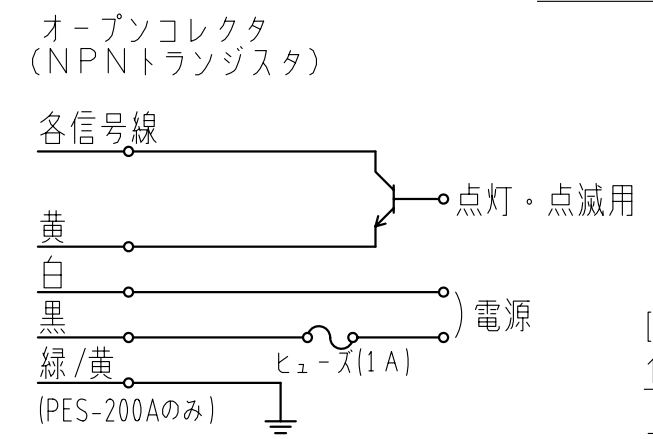 オープンコレクタ
(NPNトランジスタ)
各信号線
点灯・点滅用
黄
白
電源
黒
ヒューズ(1A)
緑/黄
(PES-200Aのみ)